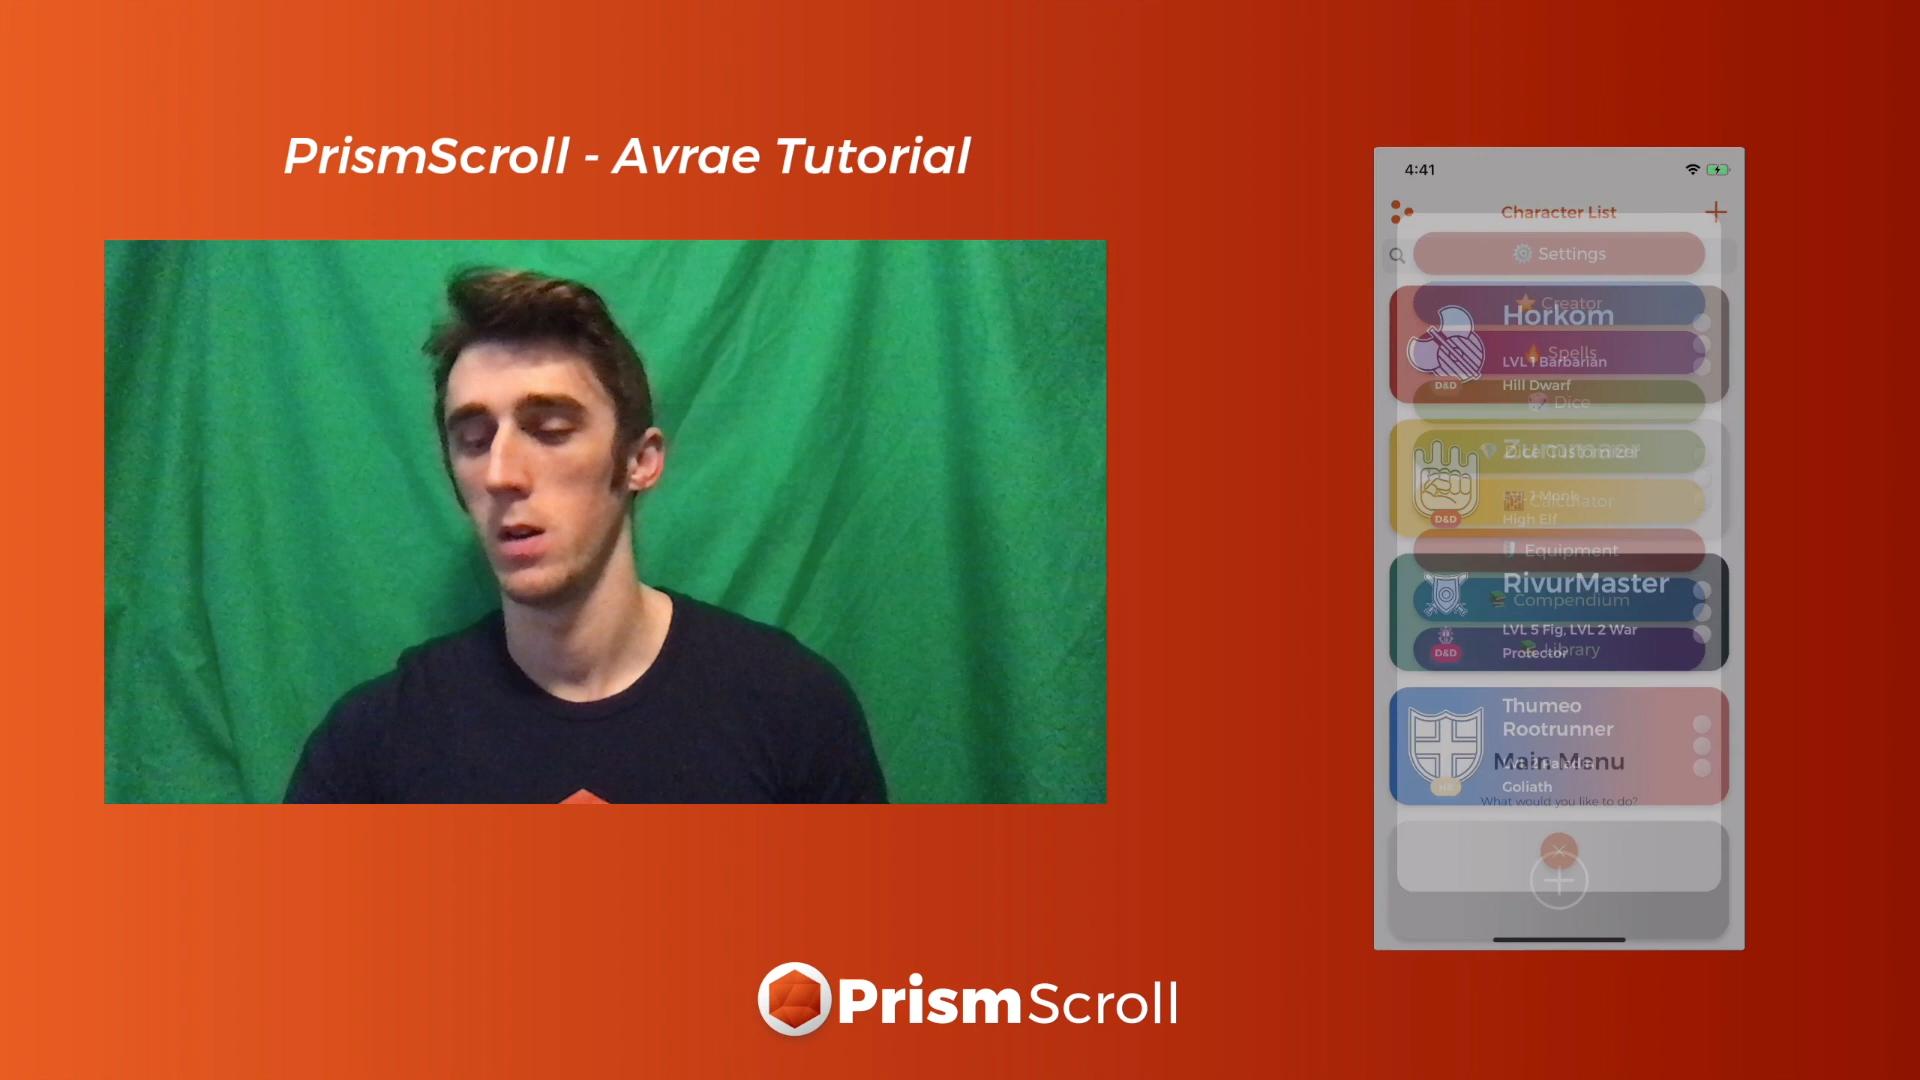 PrismScroll - Avrae Tutorial
4:41
Character List
Settings
Creator
Horkom
Spells
LVL 1 Barbarian
D&D
Hill Dwarf
Dice
Dice Customizer
Calculator
D&D
High Elf
Equipment
RivurMaster
Compendium
LVL 5 Fig, LVL 2 War
D&D
Protector
Library
Thumeo
Rootrunner
Main Menu
Goliath
What would you like to do?
PrismScroll